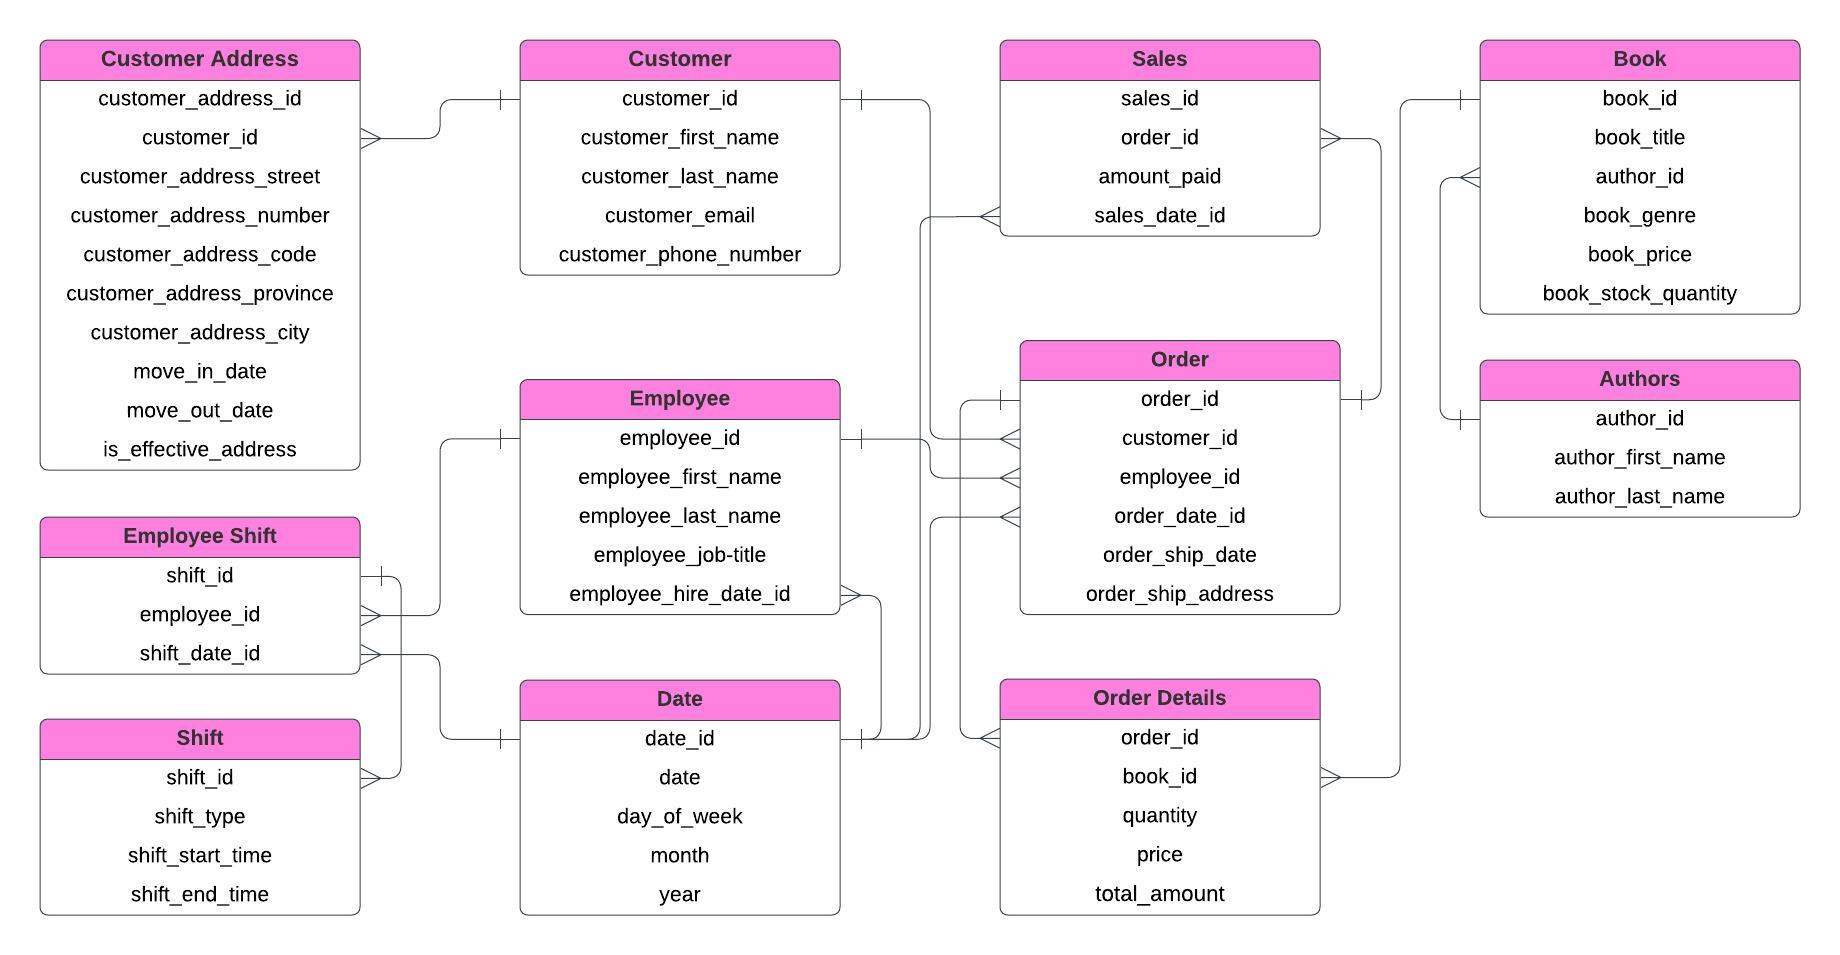 Customer Address
customer_address_id
customer_id
customer_address_street
customer_address_number
customer_address_code
customer_address_province
customer_address_city
move_in_date
move_out_date
is_effective_address
Employee Shift
shift_id
employee_id
shift_date_id
Shift
shift_id
shift_type
shift_start_time
shift_end_time
Customer
customer_id
customer_first_name
customer_last_name
customer_email
customer_phone_number
Employee
employee_id
employee_first_name
employee_last_name
employee_job-title
employee_hire_date_id
Date
date_id
date
day_of_week
month
year
Sales
sales_id
order_id
amount_paid
sales_date_id
Order
order_id
customer_id
employee_id
order_date_id
order_ship_date
order_ship_address
Order Details
order_id
book_id
quantity
price
total_amount
Book
book_id
book_title
author_id
book_genre
book_price
book_stock_quantity
Authors
author_id
author_first_name
author_last_name